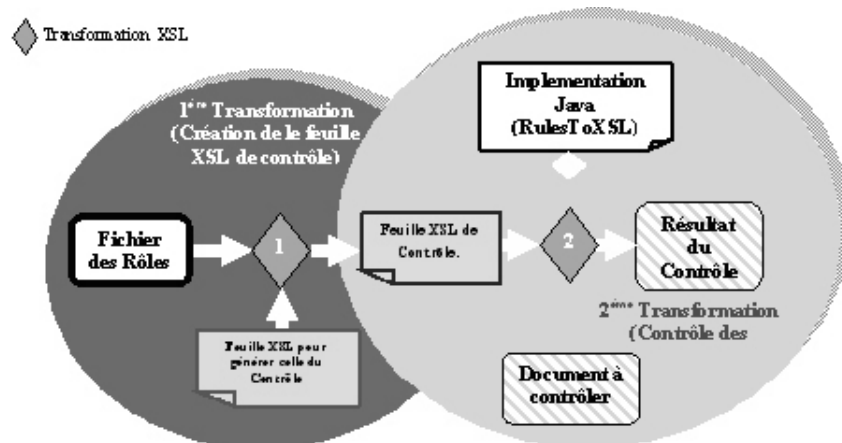 Transformation XSL
1ère Transformation
(Création de le feuille
XSL de contrôle)
Implementation
Java
(RulesToXSL)
Fichier
des Rôles
1
Feuille XSL de
Contrôle.
2
Résultat
du
Contrôle
2ème Transformation
(Contrôle des
Feuille XSL pour
générer celle du
Contrôle
Document à
contrôler